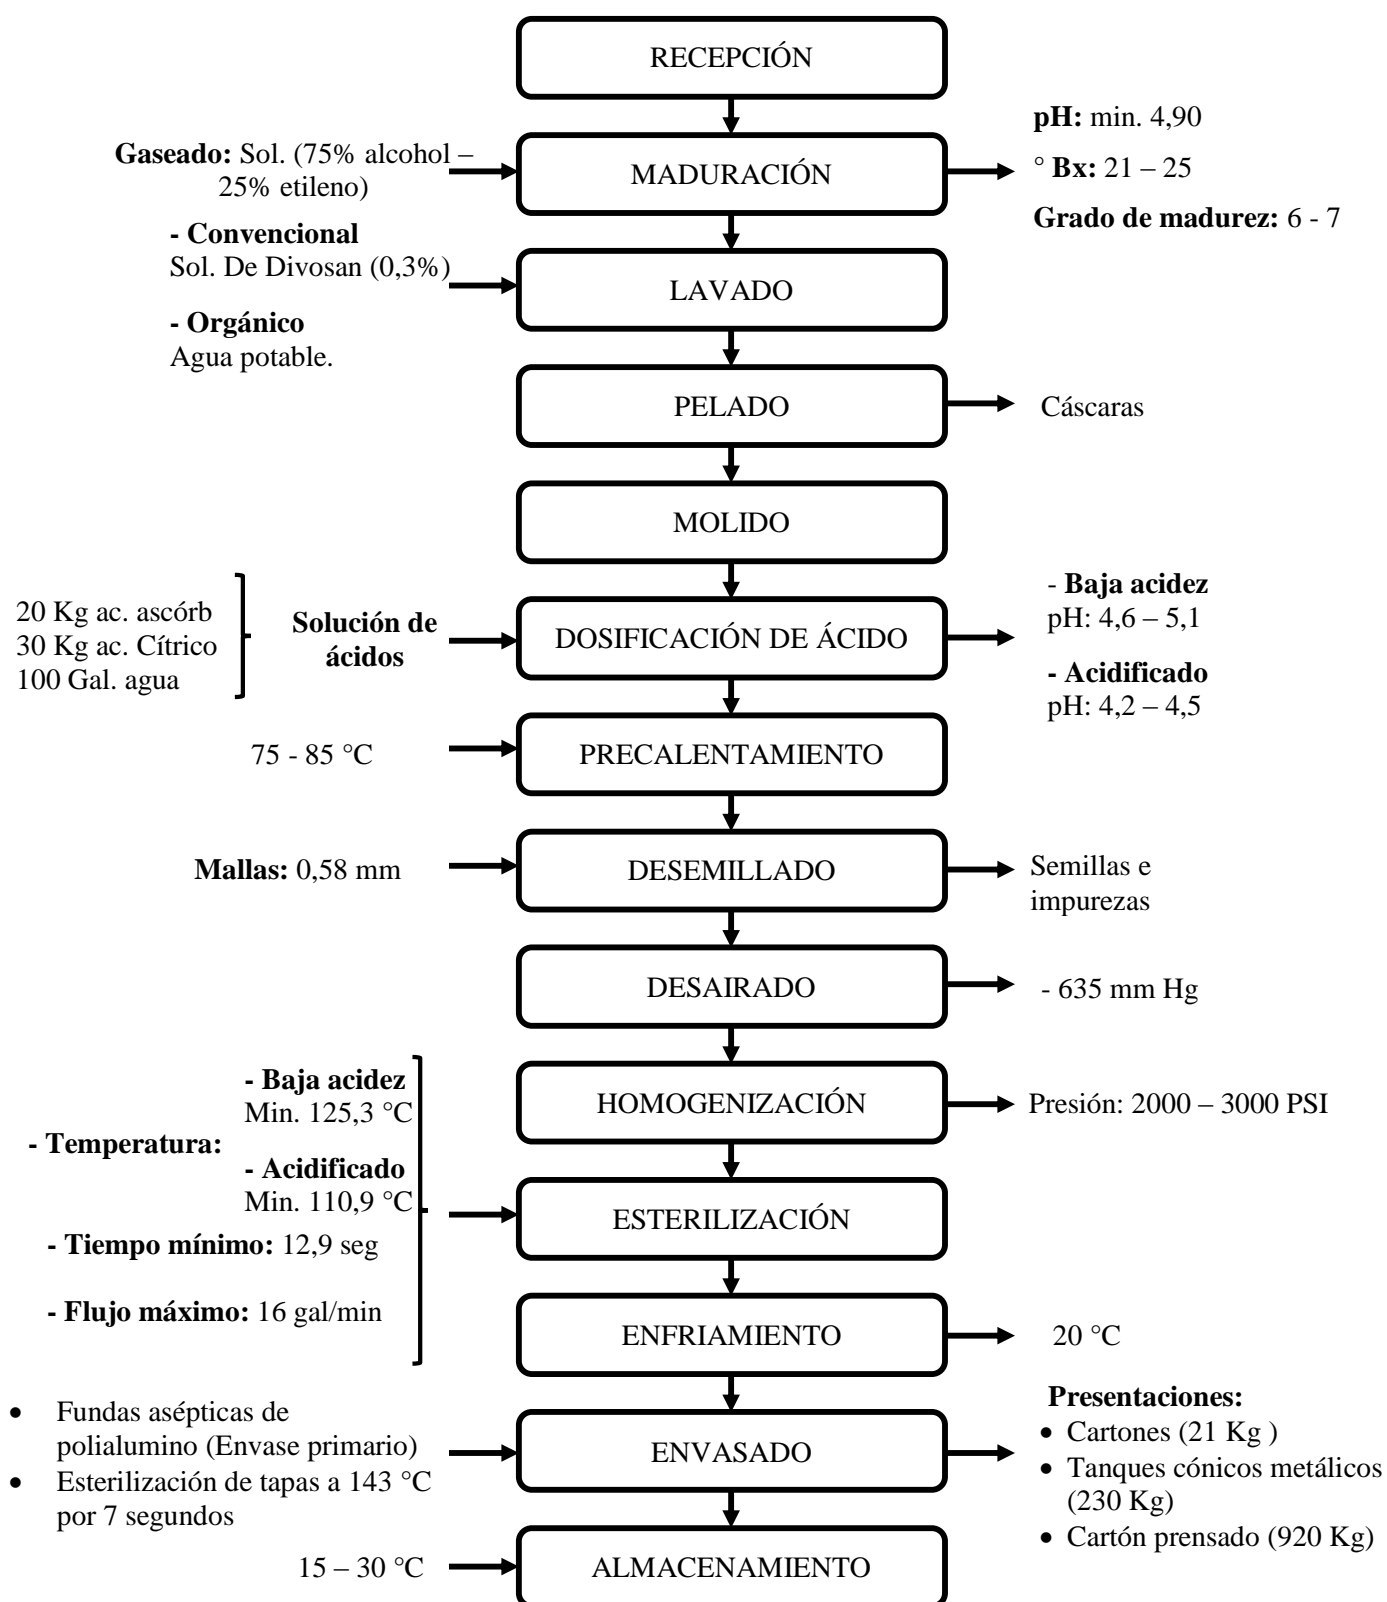 RECEPCIÓN
Gaseado: Sol. (75% alcohol –
25% etileno)
MADURACIÓN
pH: min. 4,90
° Bx: 21 – 25
Grado de madurez: 6 - 7
- Convencional
Sol. De Divosan (0,3%)
- Orgánico
Agua potable.
LAVADO
PELADO
Cáscaras
MOLIDO
20 Kg ac. ascórb
30 Kg ac. Cítrico
100 Gal. agua
Solución de
ácidos
DOSIFICACIÓN DE ÁCIDO
- Baja acidez
pH: 4,6 – 5,1
- Acidificado
pH: 4,2 – 4,5
75 - 85 °C
PRECALENTAMIENTO
Mallas: 0,58 mm
DESEMILLADO
Semillas e
impurezas
DESAIRADO
- 635 mm Hg
HOMOGENIZACIÓN
Presión: 2000 – 3000 PSI
- Temperatura:
- Baja acidez
Min. 125,3 °C
- Acidificado
Min. 110,9 °C
- Tiempo mínimo: 12,9 seg
- Flujo máximo: 16 gal/min
ESTERILIZACIÓN
ENFRIAMIENTO
20 °C
• Fundas asépticas de
polialumino (Envase primario)
• Esterilización de tapas a 143 °C
por 7 segundos
ENVASADO
Presentaciones:
• Cartones (21 Kg )
• Tanques cónicos metálicos
(230 Kg)
• Cartón prensado (920 Kg)
15 – 30 °C
ALMACENAMIENTO